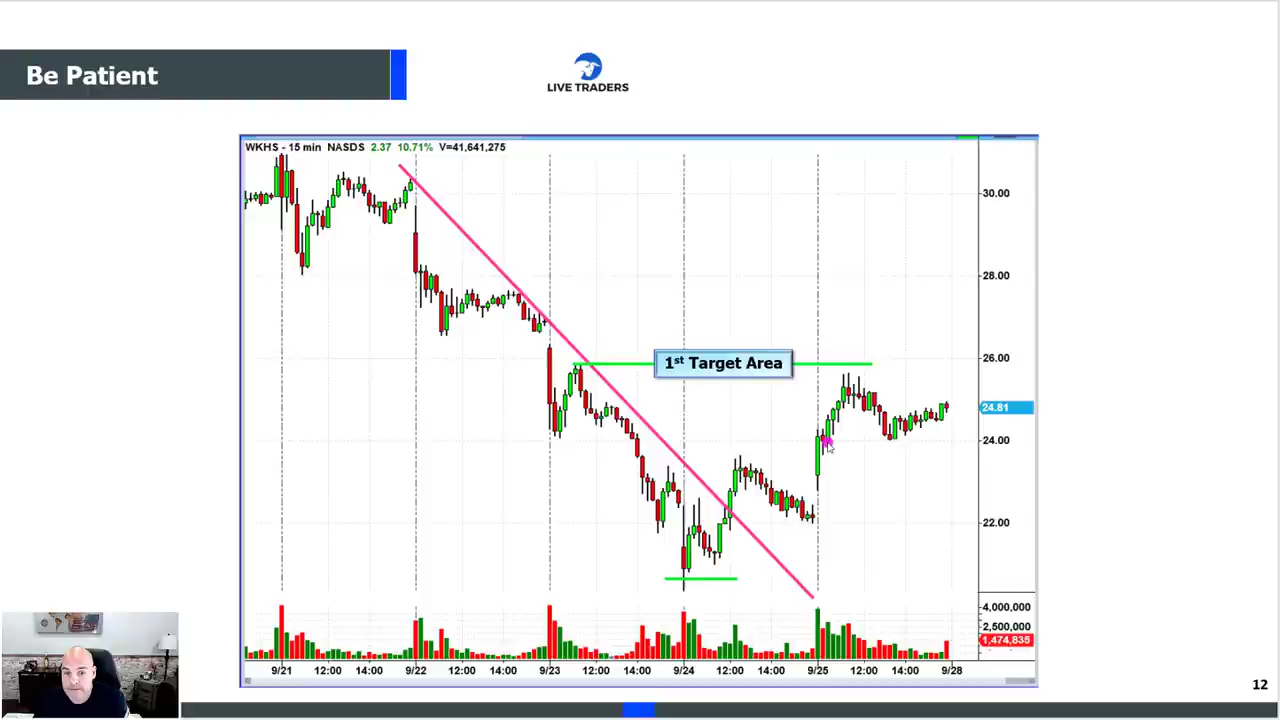 Be Patient
LIVE TRADERS
WKHS - 15 min NASDS 2.37 10.71% V=41,641,275
30.00
28.00
26.00
1st Target Area
24.81
24.00
22.00
4,000,000
2,500,000
1,474,835
9/21 12:00 14:00 9/22 12:00 14:00 9/23 12:00 14:00 9/24 12:00 14:00 9/25 12:00 14:00 9/28
12